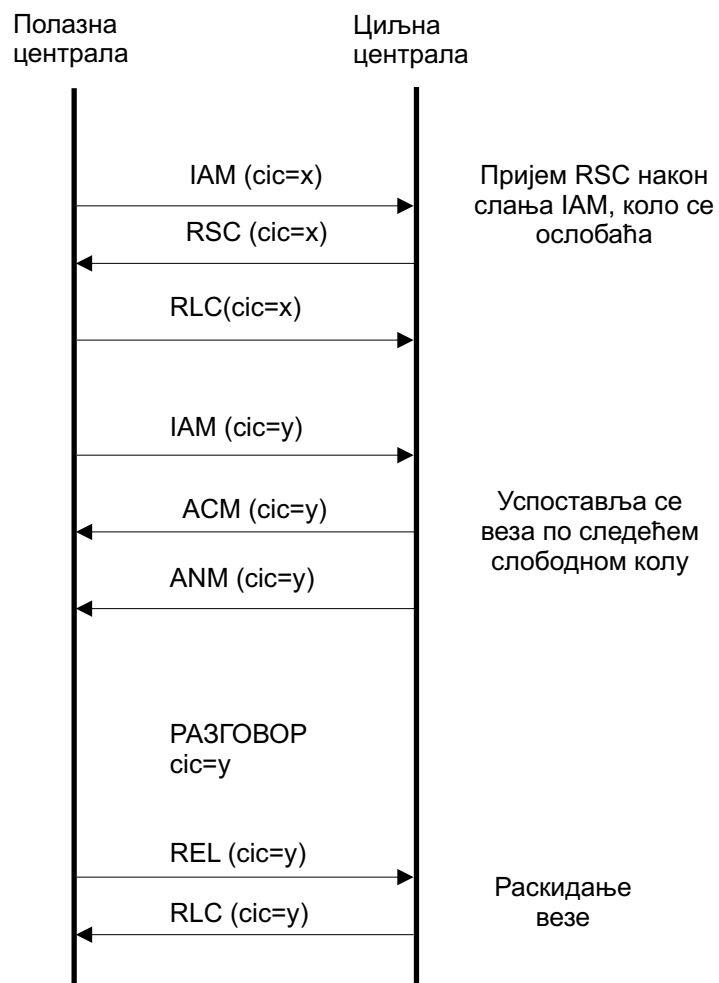 Полазна
централа
Циљна
централа
IAM (cic=x)
Пријем RSC након
слања IAM, коло се
ослобађа
RSC (cic=x)
RLC(cic=x)
IAM (cic=y)
ACM (cic=y)
Успоставља се
веза по следећем
слободном колу
ANM (cic=y)
РАЗГОВОР
cic=y
REL (cic=y)
Раскидање
везе
RLC (cic=y)